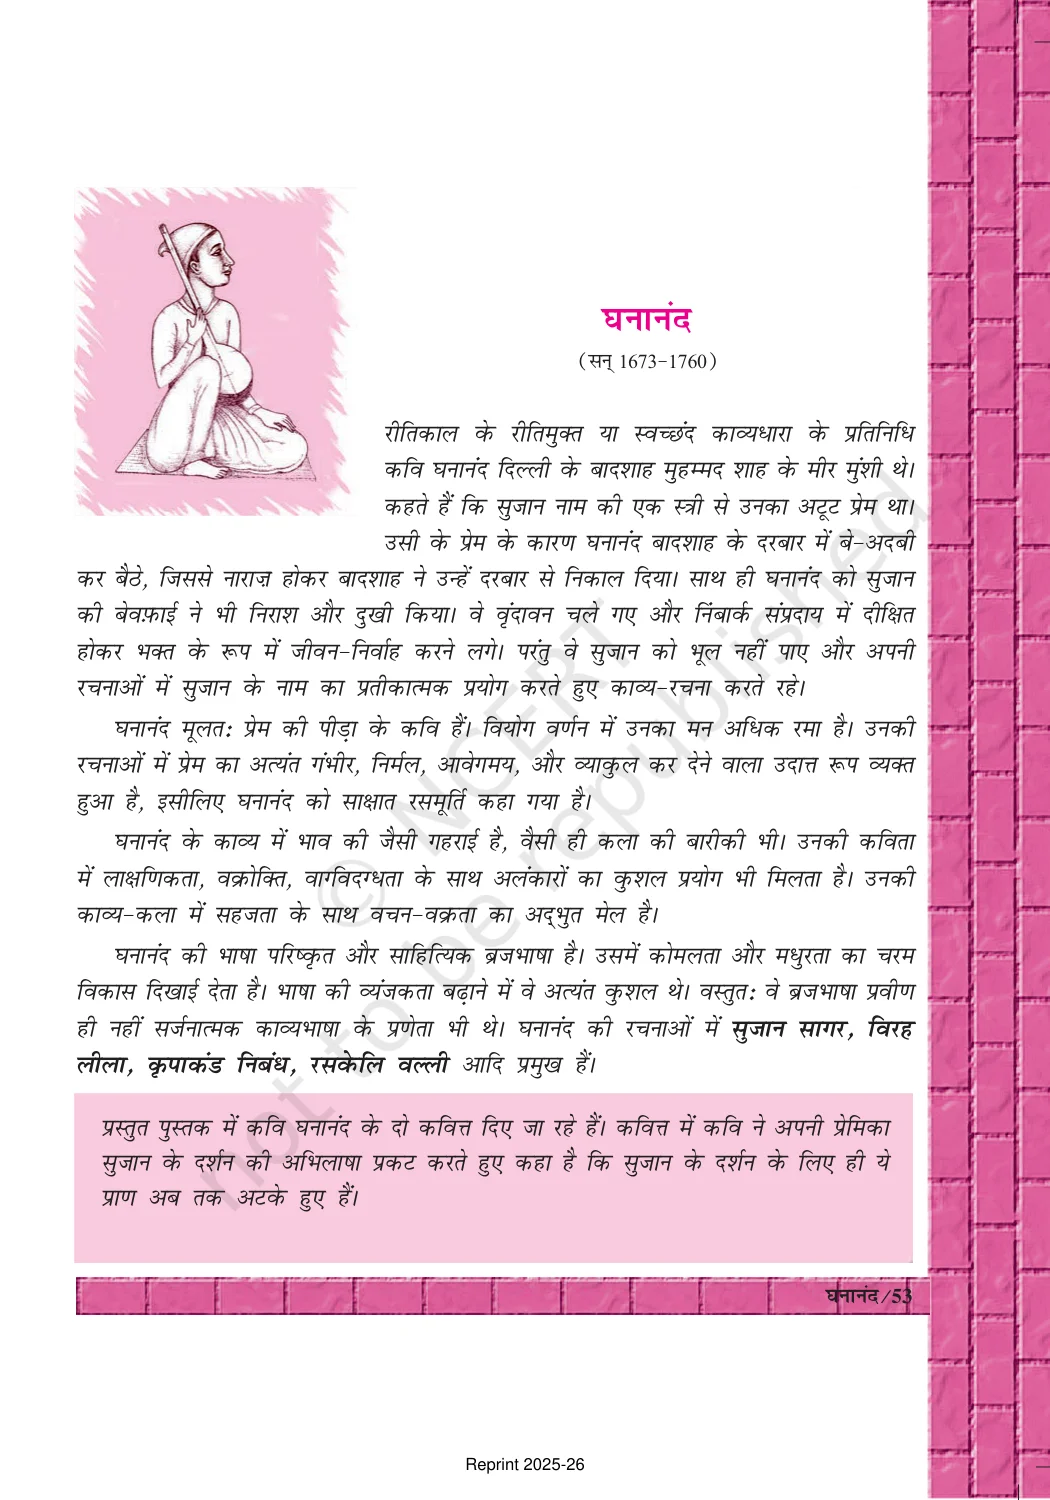 घनानंद
(सन् 1673-1760)
रीतिकाल के रीतिमुक्त या स्वच्छंद काव्यधारा के प्रतिनिधि
कवि घनानंद दिल्ली के बादशाह मुहम्मद शाह के मीर मुंशी थे।
कहते हैं कि सुजान नाम की एक स्त्री से उनका अटूट प्रेम था।
उसी के प्रेम के कारण घनानंद बादशाह के दरबार में बे-अदबी
कर बैठे, जिससे नाराज़ होकर बादशाह ने उन्हें दरबार से निकाल दिया। साथ ही घनानंद को सुजान
की बेवफ़ाई ने भी निराश और दुखी किया। वे वृंदावन चले गए और निंबार्क संप्रदाय में दीक्षित
होकर भक्त के रूप में जीवन-निर्वाह करने लगे। परंतु वे सुजान को भूल नहीं पाए और अपनी
रचनाओं में सुजान के नाम का प्रतीकात्मक प्रयोग करते हुए काव्य-रचना करते रहे।
घनानंद मूलतः प्रेम की पीड़ा के कवि हैं। वियोग वर्णन में उनका मन अधिक रमा है। उनकी
रचनाओं में प्रेम का अत्यंत गंभीर, निर्मल, आवेगमय, और व्याकुल कर देने वाला उदात्त रूप व्यक्त
हुआ है, इसीलिए घनानंद को साक्षात रसमूर्ति कहा गया है।
घनानंद के काव्य में भाव की जैसी गहराई है, वैसी ही कला की बारीकी भी। उनकी कविता
में लाक्षणिकता, वक्रोक्ति, वाग्विदग्धता के साथ अलंकारों का कुशल प्रयोग भी मिलता है। उनकी
काव्य-कला में सहजता के साथ वचन-वक्रता का अद्भुत मेल है।
घनानंद की भाषा परिष्कृत और साहित्यिक ब्रजभाषा है। उसमें कोमलता और मधुरता का चरम
विकास दिखाई देता है। भाषा की व्यंजकता बढ़ाने में वे अत्यंत कुशल थे। वस्तुतः वे ब्रजभाषा प्रवीण
ही नहीं सर्जनात्मक काव्यभाषा के प्रणेता भी थे। घनानंद की रचनाओं में सुजान सागर, विरह
लीला, कृपाकंड निबंध, रसकेलि वल्ली आदि प्रमुख हैं।
प्रस्तुत पुस्तक में कवि घनानंद के दो कवित्त दिए जा रहे हैं। कवित्त में कवि ने अपनी प्रेमिका
सुजान के दर्शन की अभिलाषा प्रकट करते हुए कहा है कि सुजान के दर्शन के लिए ही ये
प्राण अब तक अटके हुए हैं।
घनानंद/53
© NCERT
not to be republished
Reprint 2025-26